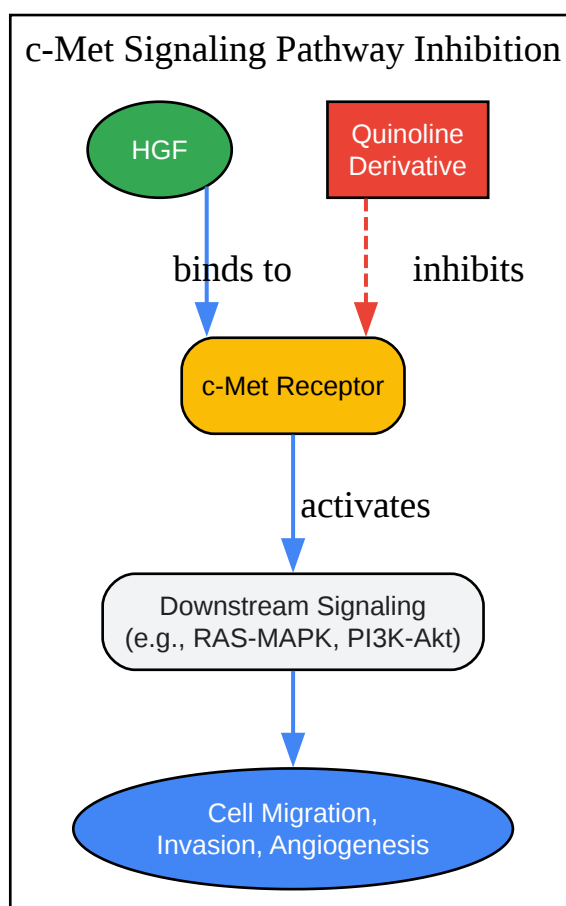 c-Met Signaling Pathway Inhibition
HGF
Quinoline
Derivative
binds to
inhibits
c-Met Receptor
activates
Downstream Signaling
(e.g., RAS-MAPK, PI3K-Akt)
Cell Migration,
Invasion, Angiogenesis